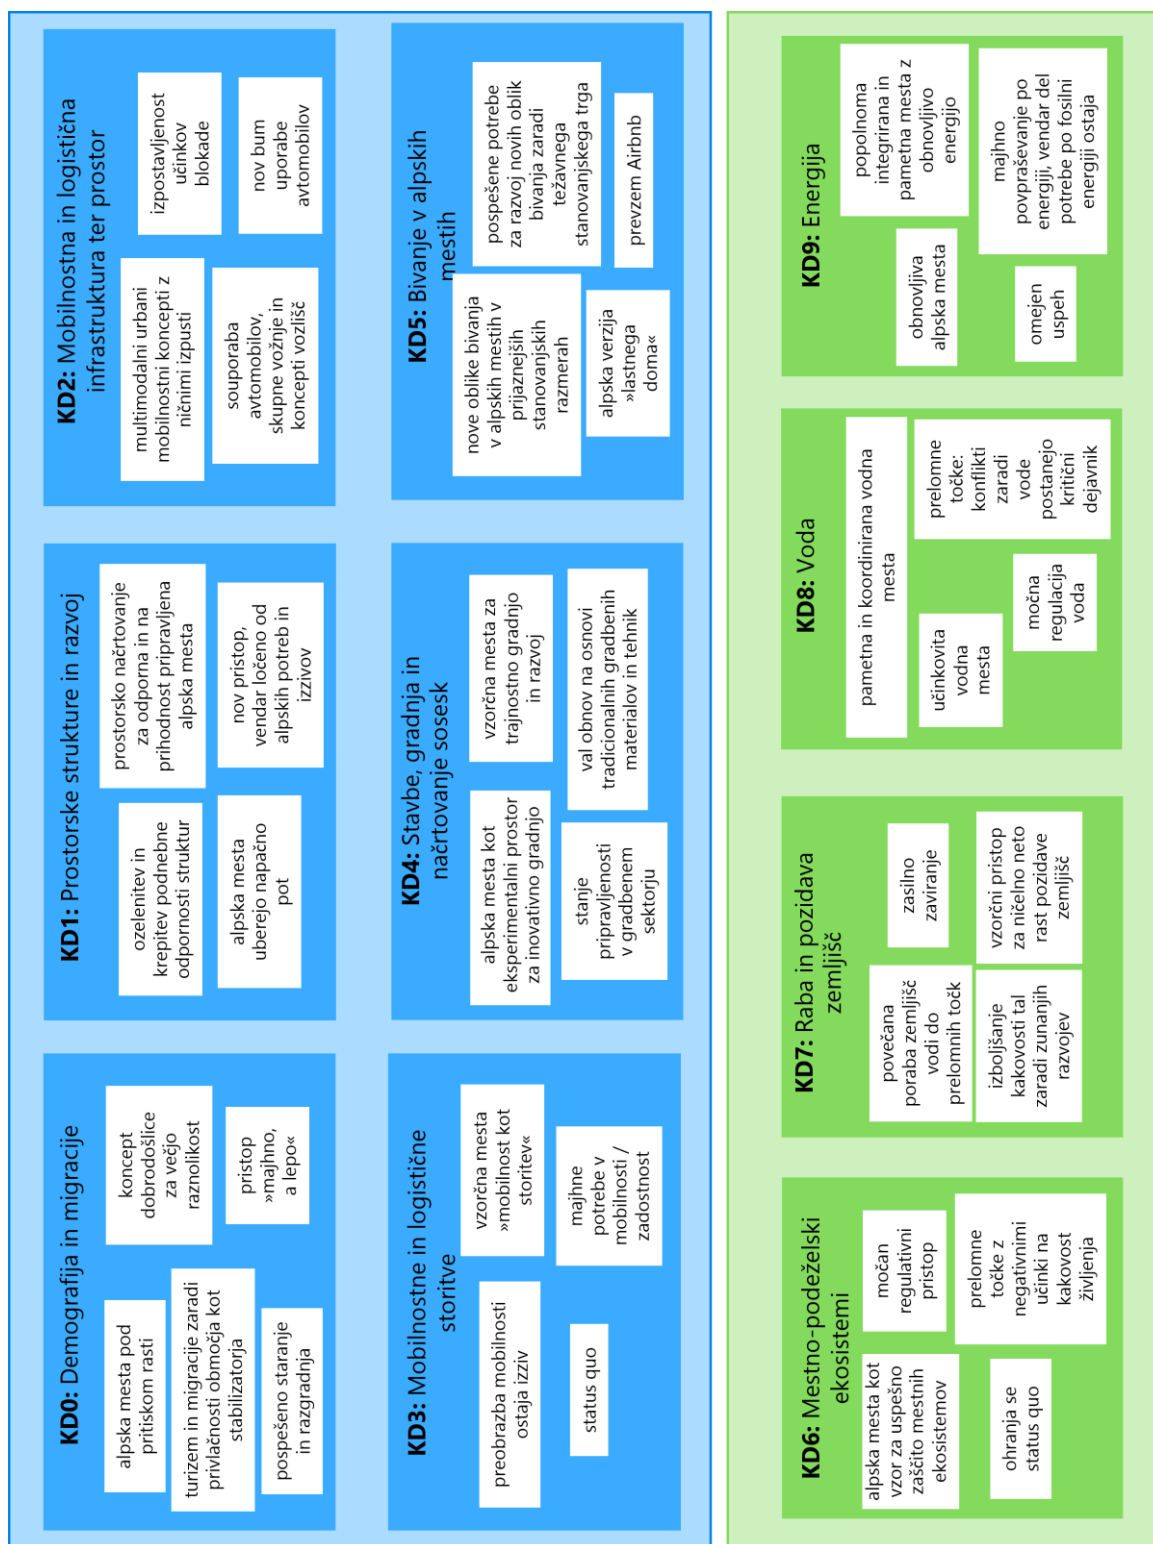 KD0: Demografija in migracije
alpska mesta pod
pritiskom rasti
koncept
dobrodošlice
za večjo
raznolikost
turizem in migracije zaradi
privlačnosti območja kot
stabilizatorja
pristop
»majhno,
a lepo«
pospešeno staranje
in razgradnja
KD1: Prostorske strukture in razvoj
ozelenitev in
krepitev podnebne
odpornosti struktur
prostorsko načrtovanje
za odporna in na
prihodnost pripravljena
alpska mesta
alpska mesta
uberejo napačno
pot
nov pristop,
vendar ločeno od
alpskih potreb in
izzivov
KD2: Mobilnostna in logistična
infrastruktura ter prostor
multimodalni urbani
mobilnostni koncepti z
ničnimi izpusti
izpostavljenost
učinkov
blokade
souporaba
avtomobilov,
skupne vožnje in
koncepti vozlišč
nov bum
uporabe
avtomobilov
KD3: Mobilnostne in logistične
storitve
preobrazba mobilnosti
ostaja izziv
vzorčna mesta
»mobilnost kot
storitev«
status quo
majhne
potrebe v
mobilnosti /
zadostnost
KD4: Stavbe, gradnja in
načrtovanje sosesk
alpska mesta kot
eksperimentalni prostor
za inovativno gradnjo
vzorčna mesta za
trajnostno gradnjo
in razvoj
stanje
pripravljenosti
v gradbenem
sektorju
val obnov na osnovi
tradicionalnih gradbenih
materialov in tehnik
KD5: Bivanje v alpskih
mestih
nove oblike bivanja
v alpskih mestih v
prijaznejših
stanovanjskih
razmerah
pospešene potrebe
za razvoj novih oblik
bivanja zaradi
težavnega
stanovanjskega trga
alpska verzija
»lastnega
doma«
prevzem Airbnb
KD6: Mestno-podeželski
ekosistemi
alpska mesta kot
vzor za uspešno
zaščito mestnih
ekosistemov
močan
regulativni
pristop
ohranja se
status quo
prelomne
točke z
negativnimi
učinki na
kakovost
življenja
KD7: Raba in pozidava
zemljišč
povečana
poraba zemljišč
vodi do
prelomnih točk
zasilno
zaviranje
izboljšanje
kakovosti tal
zaradi zunanjih
razvojev
vzorčni pristop
za ničelno neto
rast pozidave
zemljišč
KD8: Voda
pametna in koordinirana vodna
mesta
učinkovita
vodna
mesta
prelomne
točke:
konflikti
zaradi
vode
postanejo
kritični
dejavnik
močna
regulacija
voda
KD9: Energija
obnovljiva
alpska mesta
popolnoma
integrirana in
pametna mesta z
obnovljivo
energijo
omejen
uspeh
majhno
povpraševanje po
energiji, vendar del
potrebe po fosilni
energiji ostaja